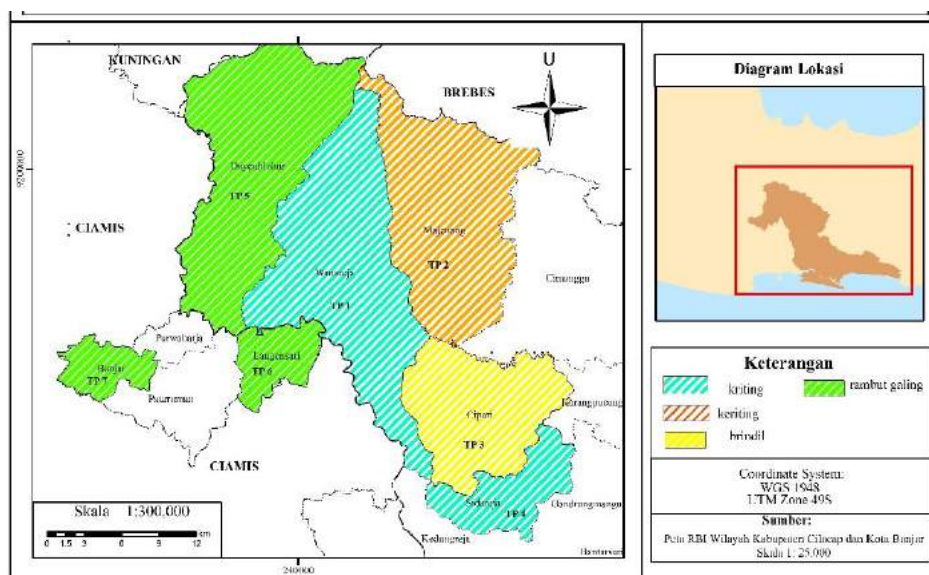 KUNINGAN
BREBES
U
9200000
TP 5
CIAMIS
Majenang
TP 2
Wanareja
TP 1
Cimanggu
Purwaharja
Langensari
TP 6
Banjar
TP 7
Pataruman
Cipari
TP 3
CIAMIS
Sidareja
TP 4
Gandrungmangu
Kedungreja
Bantarsari
Skala 1:300.000
0 1.5 3 6 9 12
km
240000
Diagram Lokasi
Keterangan
kriting
rambut galing
keriting
brindil
Coordinate System:
WGS 1948
UTM Zone 49S
Sumber:
Peta RBI Wilayah Kabupaten Cilacap dan Kota Banjar
Skala 1: 25.000